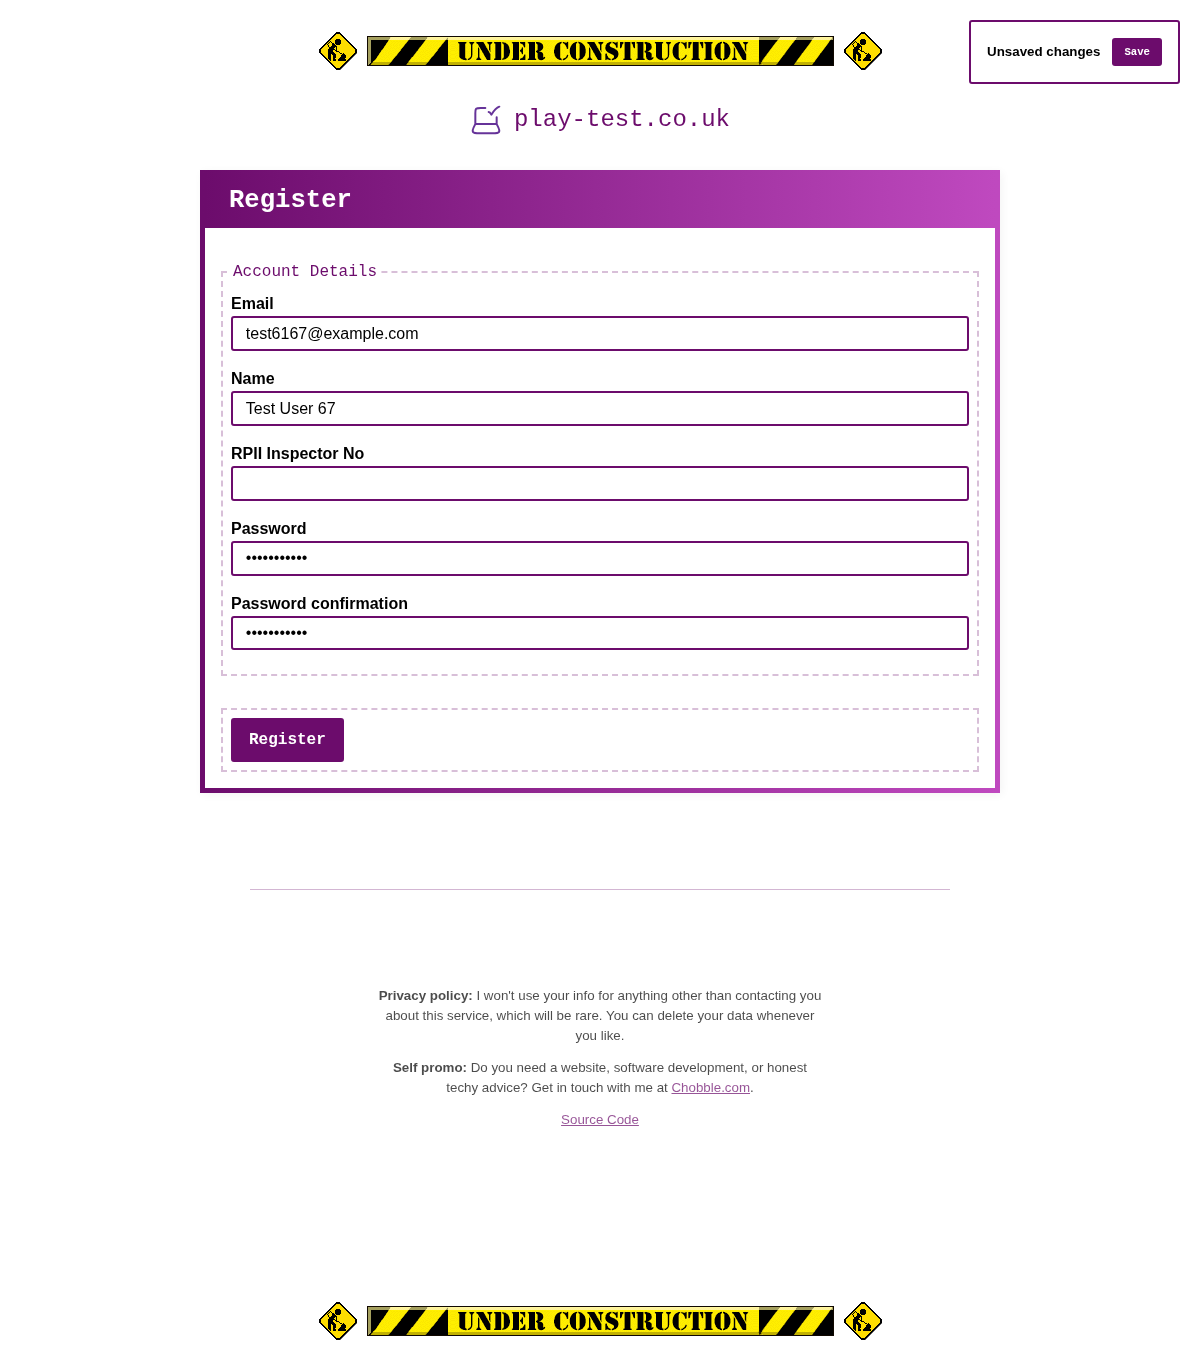 UNDER CONSTRUCTION
Unsaved changes Save
play-test.co.uk
Register
Account Details
Email
test6167@example.com
Name
Test User 67
RPII Inspector No
Password
•••••••••••
Password confirmation
•••••••••••
Register
Privacy policy: I won't use your info for anything other than contacting you
about this service, which will be rare. You can delete your data whenever
you like.
Self promo: Do you need a website, software development, or honest
techy advice? Get in touch with me at Chobble.com.
Source Code
UNDER CONSTRUCTION